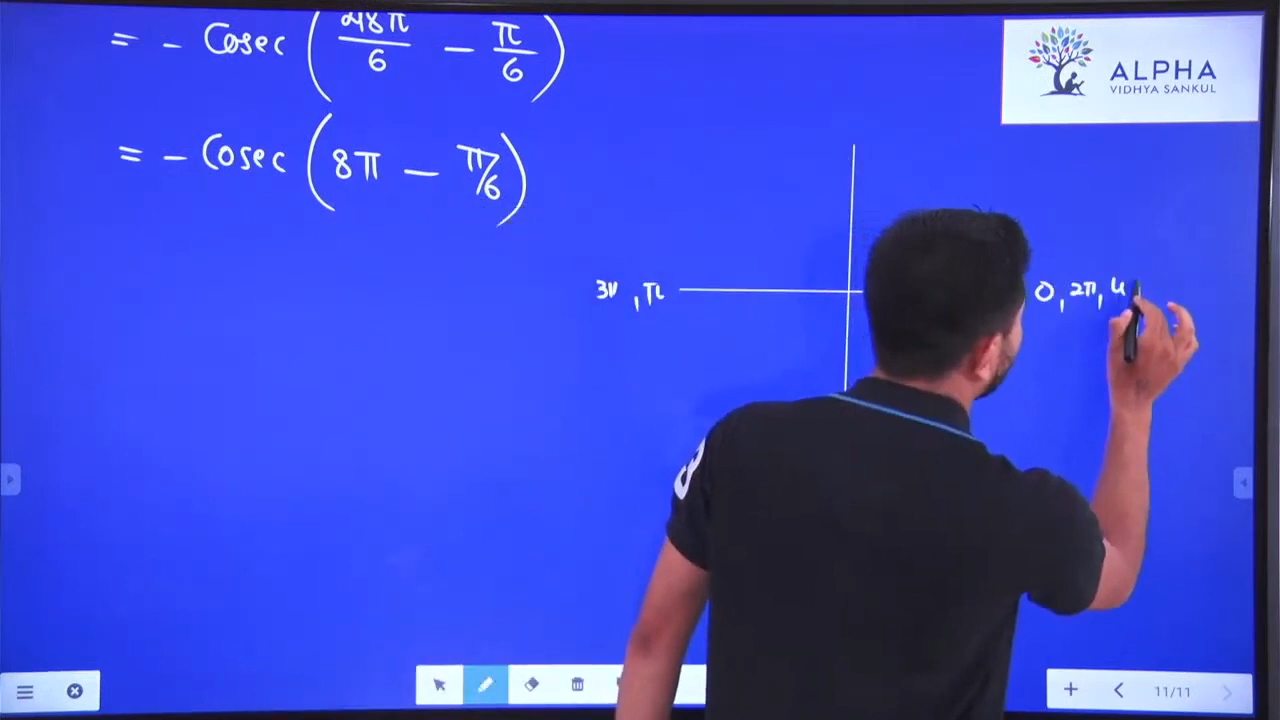 = - Cosec ( 48π/6 - π/6 )
= - Cosec ( 8π - π/6 )
ALPHA
VIDHYA SANKUL
3π , π
0, 2π, 4
11/11